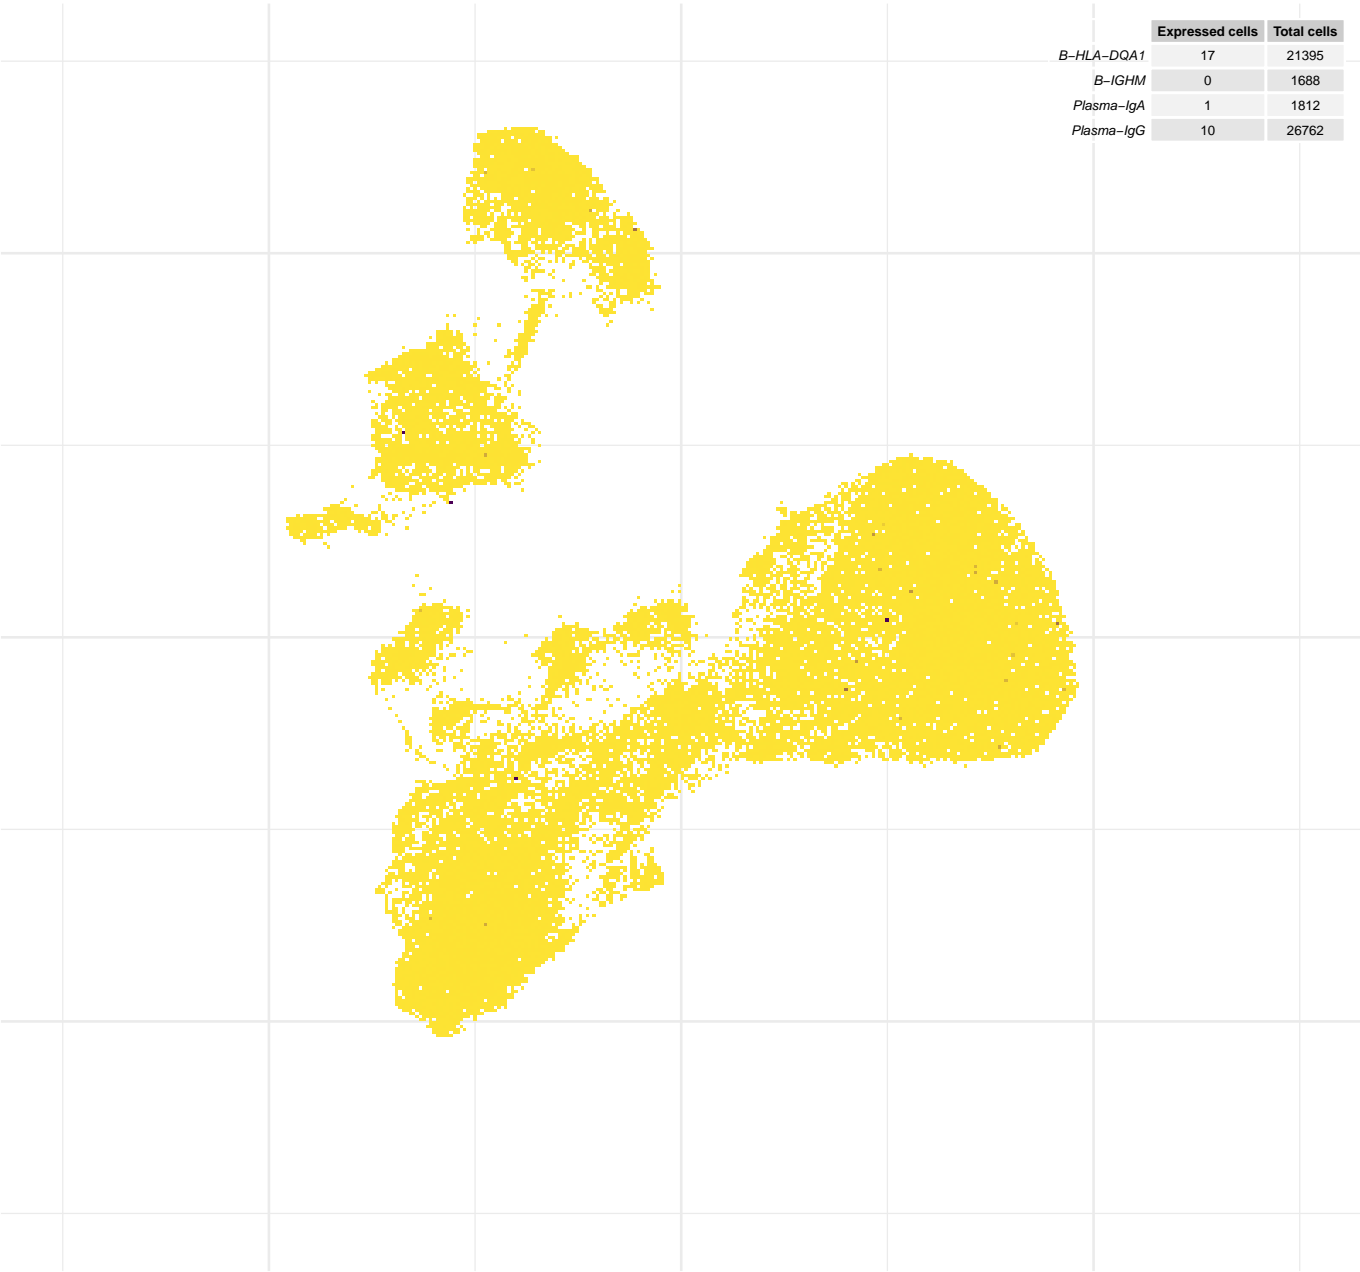 Expressed cells Total cells
B−HLA−DQA1 17 21395
B−IGHM 0 1688
Plasma−IgA 1 1812
Plasma−IgG 10 26762